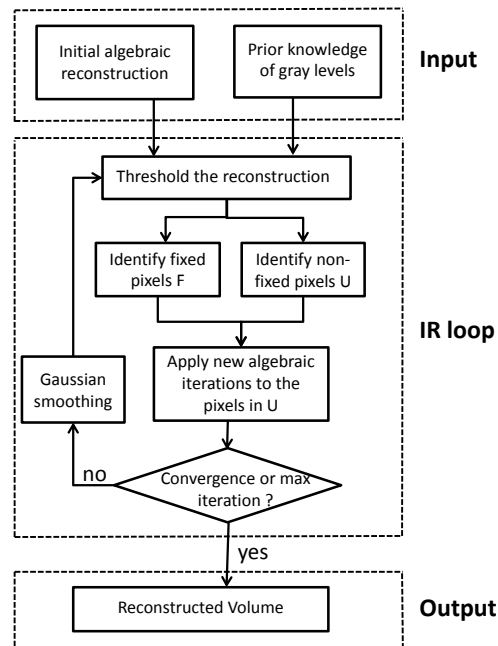 Initial algebraic
reconstruction
Prior knowledge
of gray levels
Input
Threshold the reconstruction
Identify fixed
pixels F
Identify non-
fixed pixels U
IR loop
Apply new algebraic
iterations to the
pixels in U
Gaussian
smoothing
no
Convergence or max
iteration ?
yes
Reconstructed Volume
Output